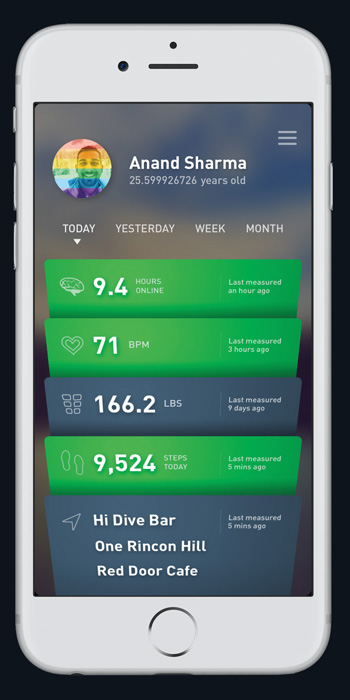 Anand Sharma
25.599926726 years old
TODAY YESTERDAY WEEK MONTH
9.4 HOURS ONLINE
Last measured an hour ago
71 BPM
Last measured 3 hours ago
166.2 LBS
Last measured 9 days ago
9,524 STEPS TODAY
Last measured 5 mins ago
Hi Dive Bar
Last measured 5 mins ago
One Rincon Hill
Red Door Cafe